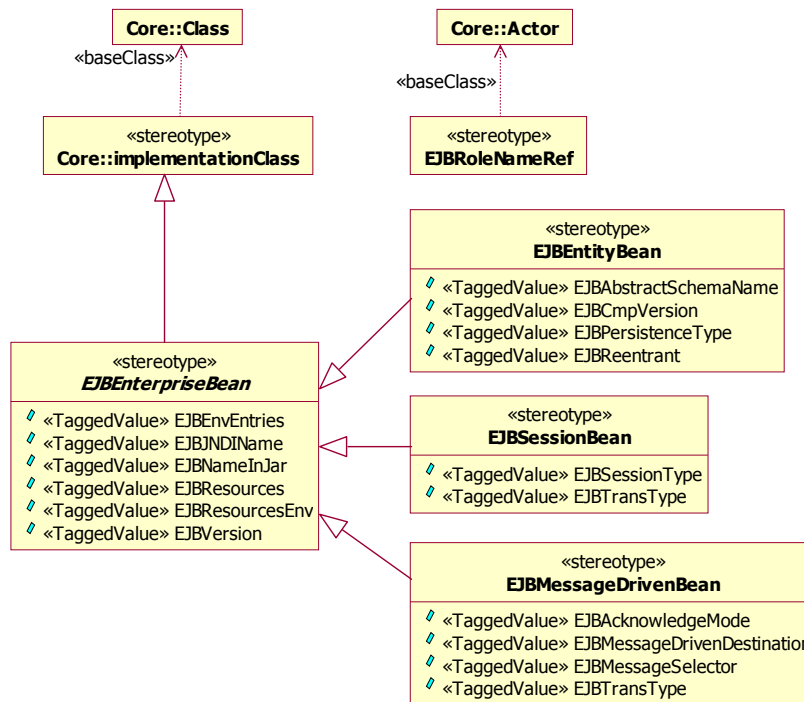 Core::Class
«baseClass»
«stereotype»
Core::implementationClass
Core::Actor
«baseClass»
«stereotype»
EJBRoleNameRef
«stereotype»
EJBEnterpriseBean
«TaggedValue» EJBEnvEntries
«TaggedValue» EJBJNDIName
«TaggedValue» EJBNameInJar
«TaggedValue» EJBResources
«TaggedValue» EJBResourcesEnv
«TaggedValue» EJBVersion
«stereotype»
EJBEntityBean
«TaggedValue» EJBAbstractSchemaName
«TaggedValue» EJBCmpVersion
«TaggedValue» EJBPersistenceType
«TaggedValue» EJBReentrant
«stereotype»
EJBSessionBean
«TaggedValue» EJBSessionType
«TaggedValue» EJBTransType
«stereotype»
EJBMessageDrivenBean
«TaggedValue» EJBAcknowledgeMode
«TaggedValue» EJBMessageDrivenDestination
«TaggedValue» EJBMessageSelector
«TaggedValue» EJBTransType